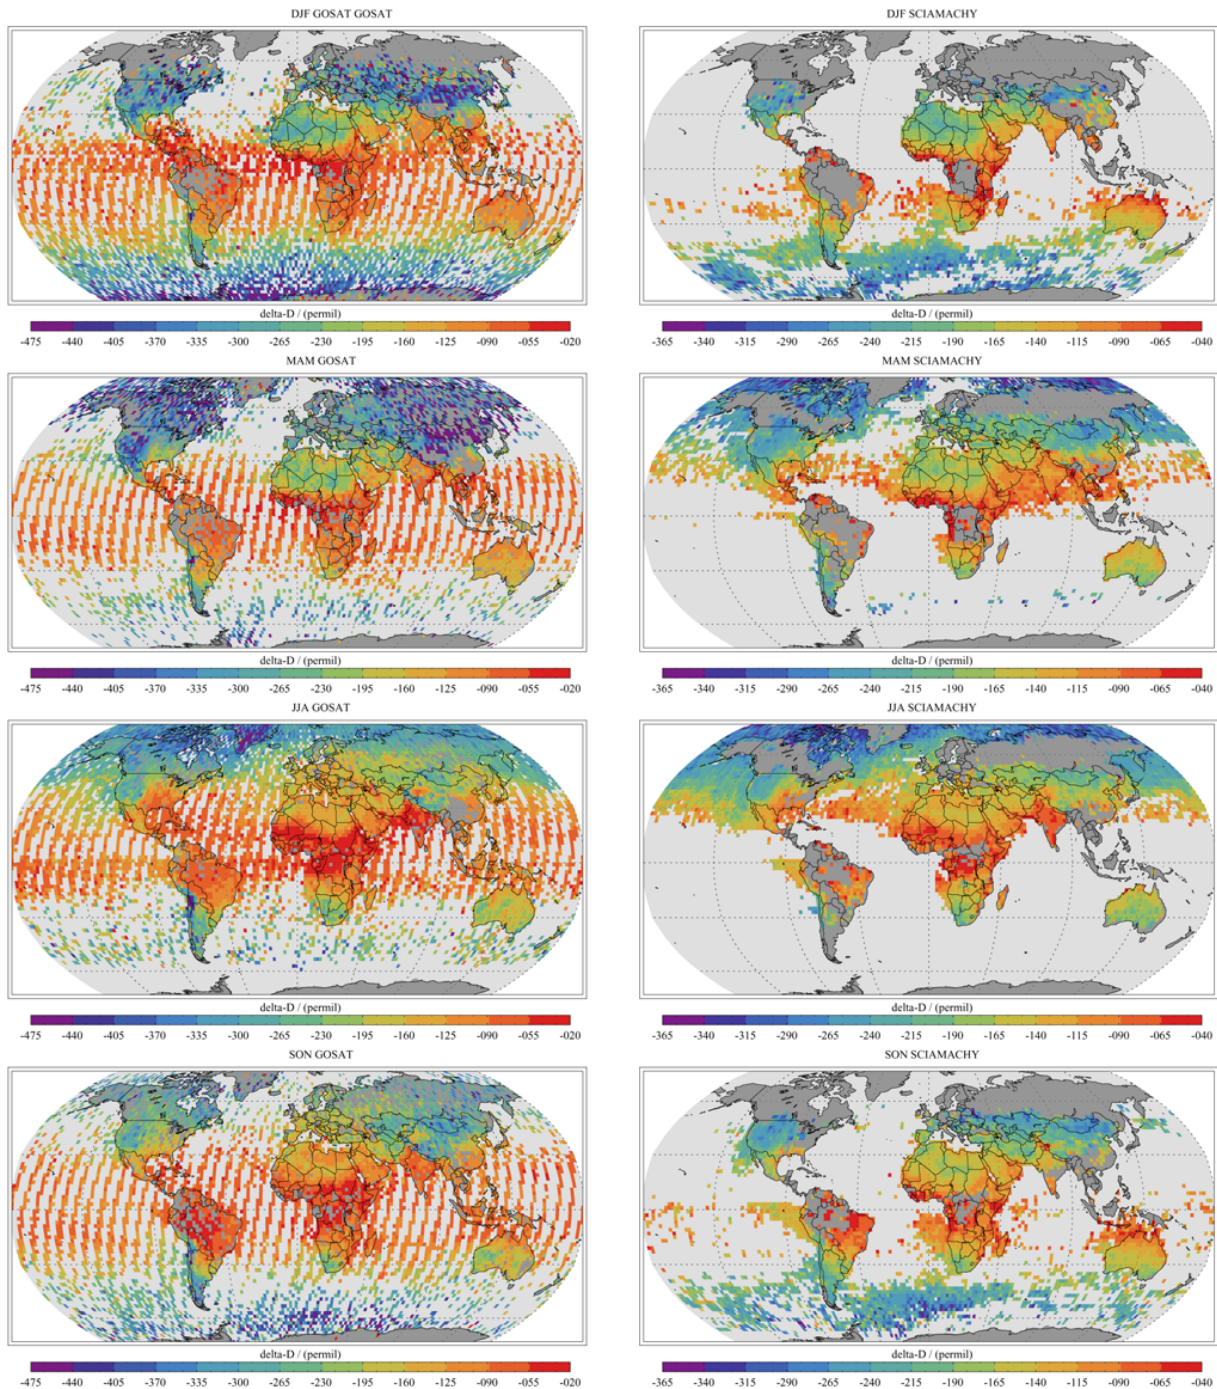 DJF GOSAT GOSAT
DJF SCIAMACHY
delta-D / (permil)
-475 -440 -405 -370 -335 -300 -265 -230 -195 -160 -125 -090 -055 -020
delta-D / (permil)
-365 -340 -315 -290 -265 -240 -215 -190 -165 -140 -115 -090 -065 -040
MAM GOSAT
MAM SCIAMACHY
delta-D / (permil)
-475 -440 -405 -370 -335 -300 -265 -230 -195 -160 -125 -090 -055 -020
delta-D / (permil)
-365 -340 -315 -290 -265 -240 -215 -190 -165 -140 -115 -090 -065 -040
JJA GOSAT
JJA SCIAMACHY
delta-D / (permil)
-475 -440 -405 -370 -335 -300 -265 -230 -195 -160 -125 -090 -055 -020
delta-D / (permil)
-365 -340 -315 -290 -265 -240 -215 -190 -165 -140 -115 -090 -065 -040
SON GOSAT
SON SCIAMACHY
delta-D / (permil)
-475 -440 -405 -370 -335 -300 -265 -230 -195 -160 -125 -090 -055 -020
delta-D / (permil)
-365 -340 -315 -290 -265 -240 -215 -190 -165 -140 -115 -090 -065 -040